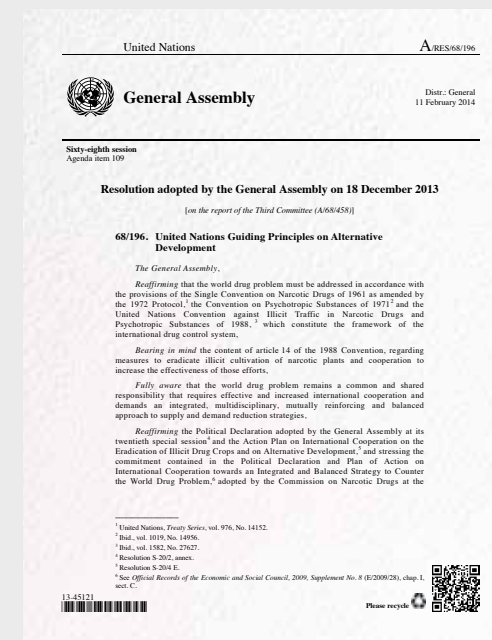 United Nations A/RES/68/196
General Assembly
Distr.: General
11 February 2014
Sixty-eighth session
Agenda item 109
Resolution adopted by the General Assembly on 18 December 2013
[on the report of the Third Committee (A/68/458)]
68/196. United Nations Guiding Principles on Alternative
Development
The General Assembly,
Reaffirming that the world drug problem must be addressed in accordance with
the provisions of the Single Convention on Narcotic Drugs of 1961 as amended by
the 1972 Protocol,1 the Convention on Psychotropic Substances of 19712 and the
United Nations Convention against Illicit Traffic in Narcotic Drugs and
Psychotropic Substances of 1988, 3 which constitute the framework of the
international drug control system,
Bearing in mind the content of article 14 of the 1988 Convention, regarding
measures to eradicate illicit cultivation of narcotic plants and cooperation to
increase the effectiveness of those efforts,
Fully aware that the world drug problem remains a common and shared
responsibility that requires effective and increased international cooperation and
demands an integrated, multidisciplinary, mutually reinforcing and balanced
approach to supply and demand reduction strategies,
Reaffirming the Political Declaration adopted by the General Assembly at its
twentieth special session4 and the Action Plan on International Cooperation on the
Eradication of Illicit Drug Crops and on Alternative Development,5 and stressing the
commitment contained in the Political Declaration and Plan of Action on
International Cooperation towards an Integrated and Balanced Strategy to Counter
the World Drug Problem,6 adopted by the Commission on Narcotic Drugs at the
1 United Nations, Treaty Series, vol. 976, No. 14152.
2 Ibid., vol. 1019, No. 14956.
3 Ibid., vol. 1582, No. 27627.
4 Resolution S-20/2, annex.
5 Resolution S-20/4 E.
6 See Official Records of the Economic and Social Council, 2009, Supplement No. 8 (E/2009/28), chap. I,
sect. C.
13-45121
Please recycle